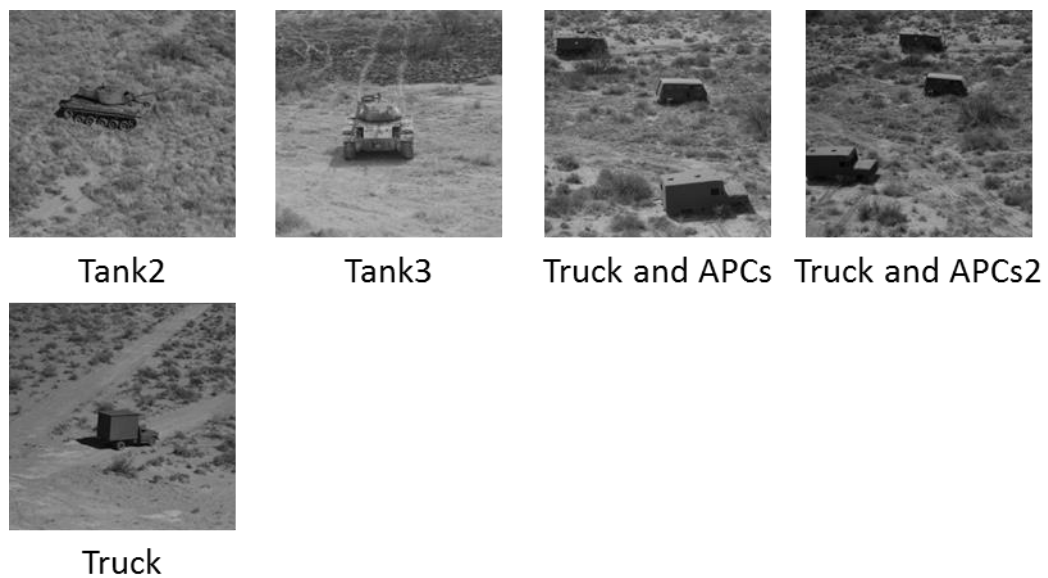 Tank2
Tank3
Truck and APCs
Truck and APCs2
Truck